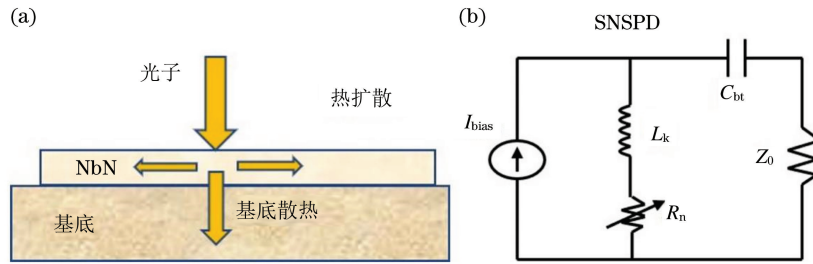 (a)
光子
热扩散
NbN
基底散热
基底
(b)
SNSPD
C_bt
I_bias
L_k
Z_0
R_n